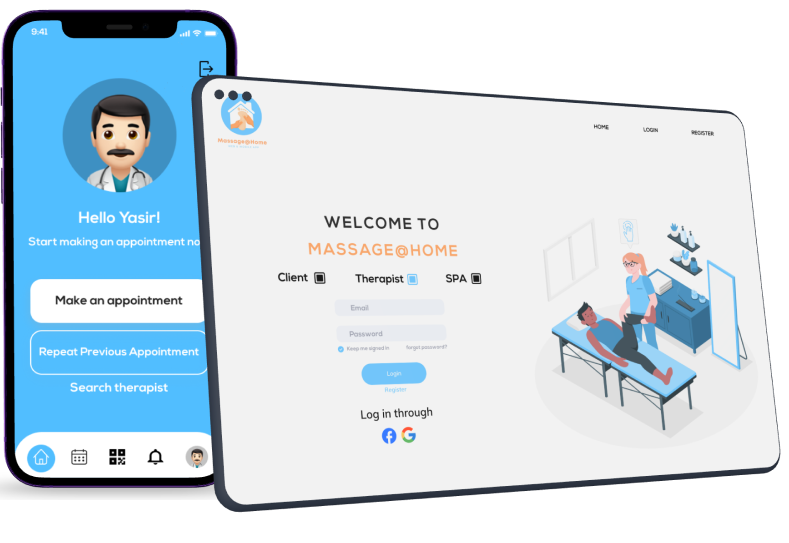 9:41
Hello Yasir!
Start making an appointment no
Make an appointment
Repeat Previous Appointment
Search therapist
Massage@Home
HOME
LOGIN
REGISTER
WELCOME TO
MASSAGE@HOME
Client
Therapist
SPA
Email
Password
Keep me signed in
forget password?
Login
Register
Log in through